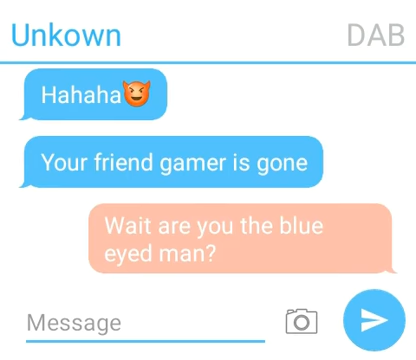 Unkown DAB
Hahaha😈
Your friend gamer is gone
Wait are you the blue
eyed man?
Message